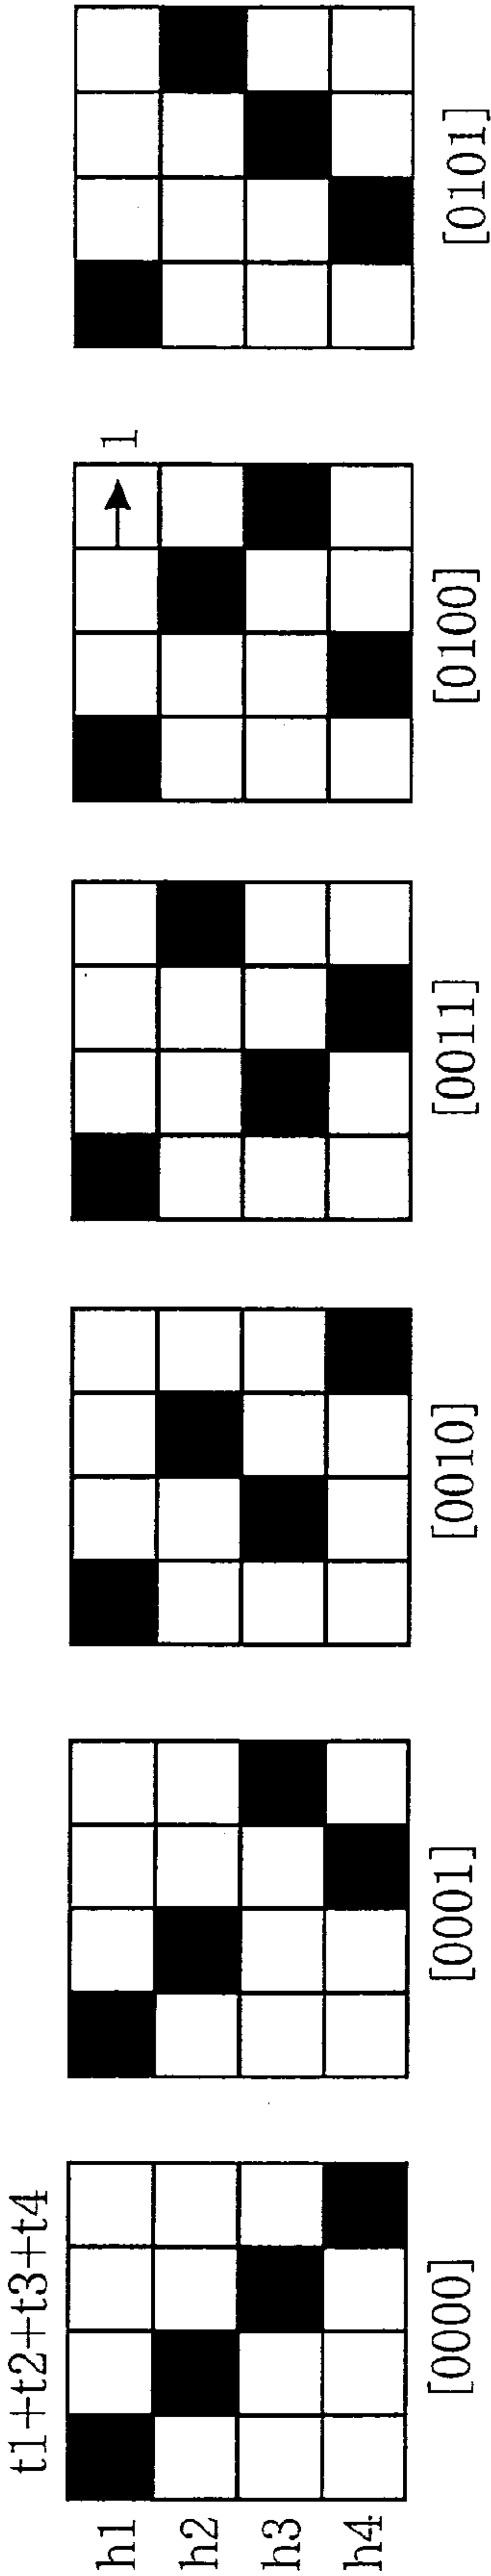 t1+t2+t3+t4
h1
h2
h3
h4
1
[0000]
[0001]
[0010]
[0011]
[0100]
[0101]